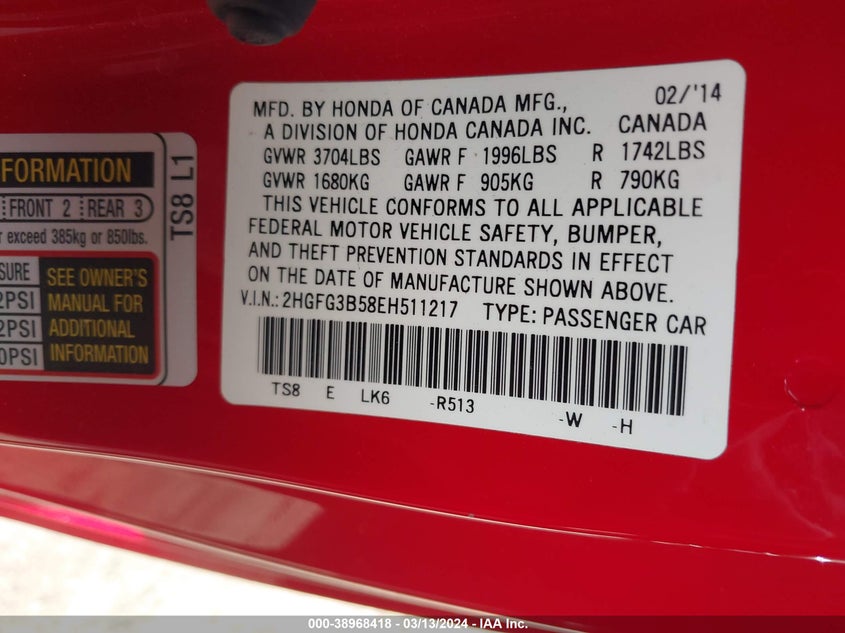 MFD. BY HONDA OF CANADA MFG., 02/'14
A DIVISION OF HONDA CANADA INC. CANADA
GVWR 3704LBS GAWR F 1996LBS R 1742LBS
GVWR 1680KG GAWR F 905KG R 790KG
THIS VEHICLE CONFORMS TO ALL APPLICABLE
FEDERAL MOTOR VEHICLE SAFETY, BUMPER,
AND THEFT PREVENTION STANDARDS IN EFFECT
ON THE DATE OF MANUFACTURE SHOWN ABOVE.
V.I.N.: 2HGFG3B58EH511217 TYPE: PASSENGER CAR
TS8 E LK6 -R513 -W -H
FORMATION
FRONT 2 REAR 3
exceed 385kg or 850lbs.
TS8 L1
SURE
2PSI
2PSI
0PSI
SEE OWNER'S
MANUAL FOR
ADDITIONAL
INFORMATION
000-38968418 - 03/13/2024 - IAA Inc.